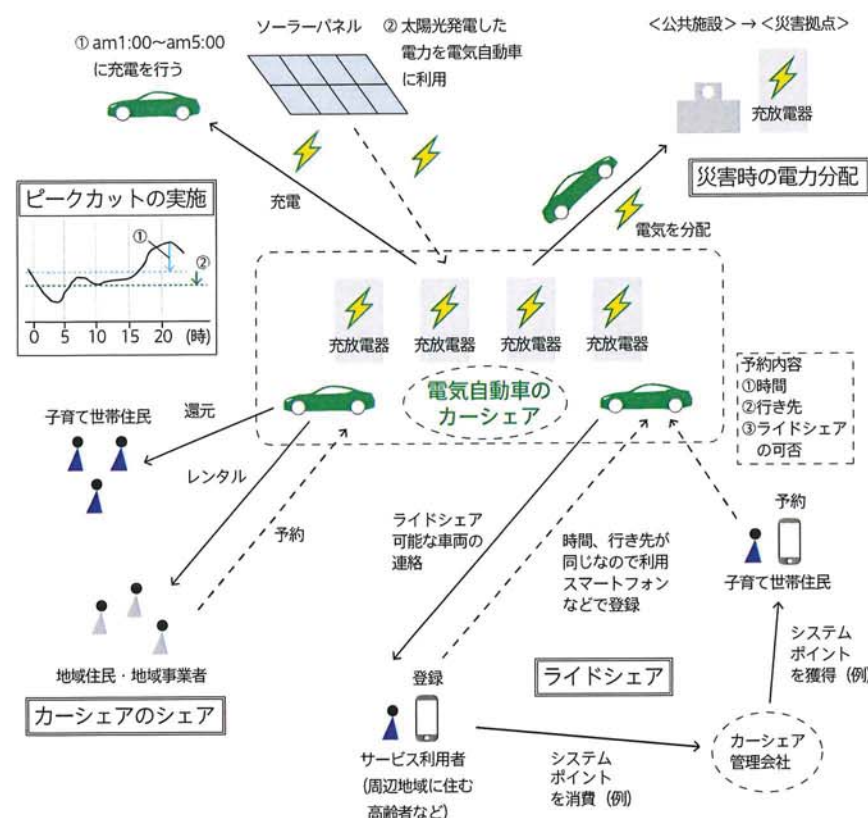 ① am1:00〜am5:00
に充電を行う
ソーラーパネル
② 太陽光発電した
電力を電気自動車
に利用
<公共施設> → <災害拠点>
充放電器
災害時の電力分配
充電
電気を分配
ピークカットの実施
①
②
0 5 10 15 20 (時)
充放電器 充放電器 充放電器 充放電器
電気自動車の
カーシェア
予約内容
①時間
②行き先
③ライドシェア
の可否
子育て世帯住民
還元
レンタル
予約
ライドシェア
可能な車両の
連絡
時間、行き先が
同じなので利用
スマートフォン
などで登録
予約
子育て世帯住民
地域住民・地域事業者
カーシェアのシェア
登録
ライドシェア
システム
ポイント
を獲得（例）
サービス利用者
（周辺地域に住む
高齢者など）
システム
ポイント
を消費（例）
カーシェア
管理会社